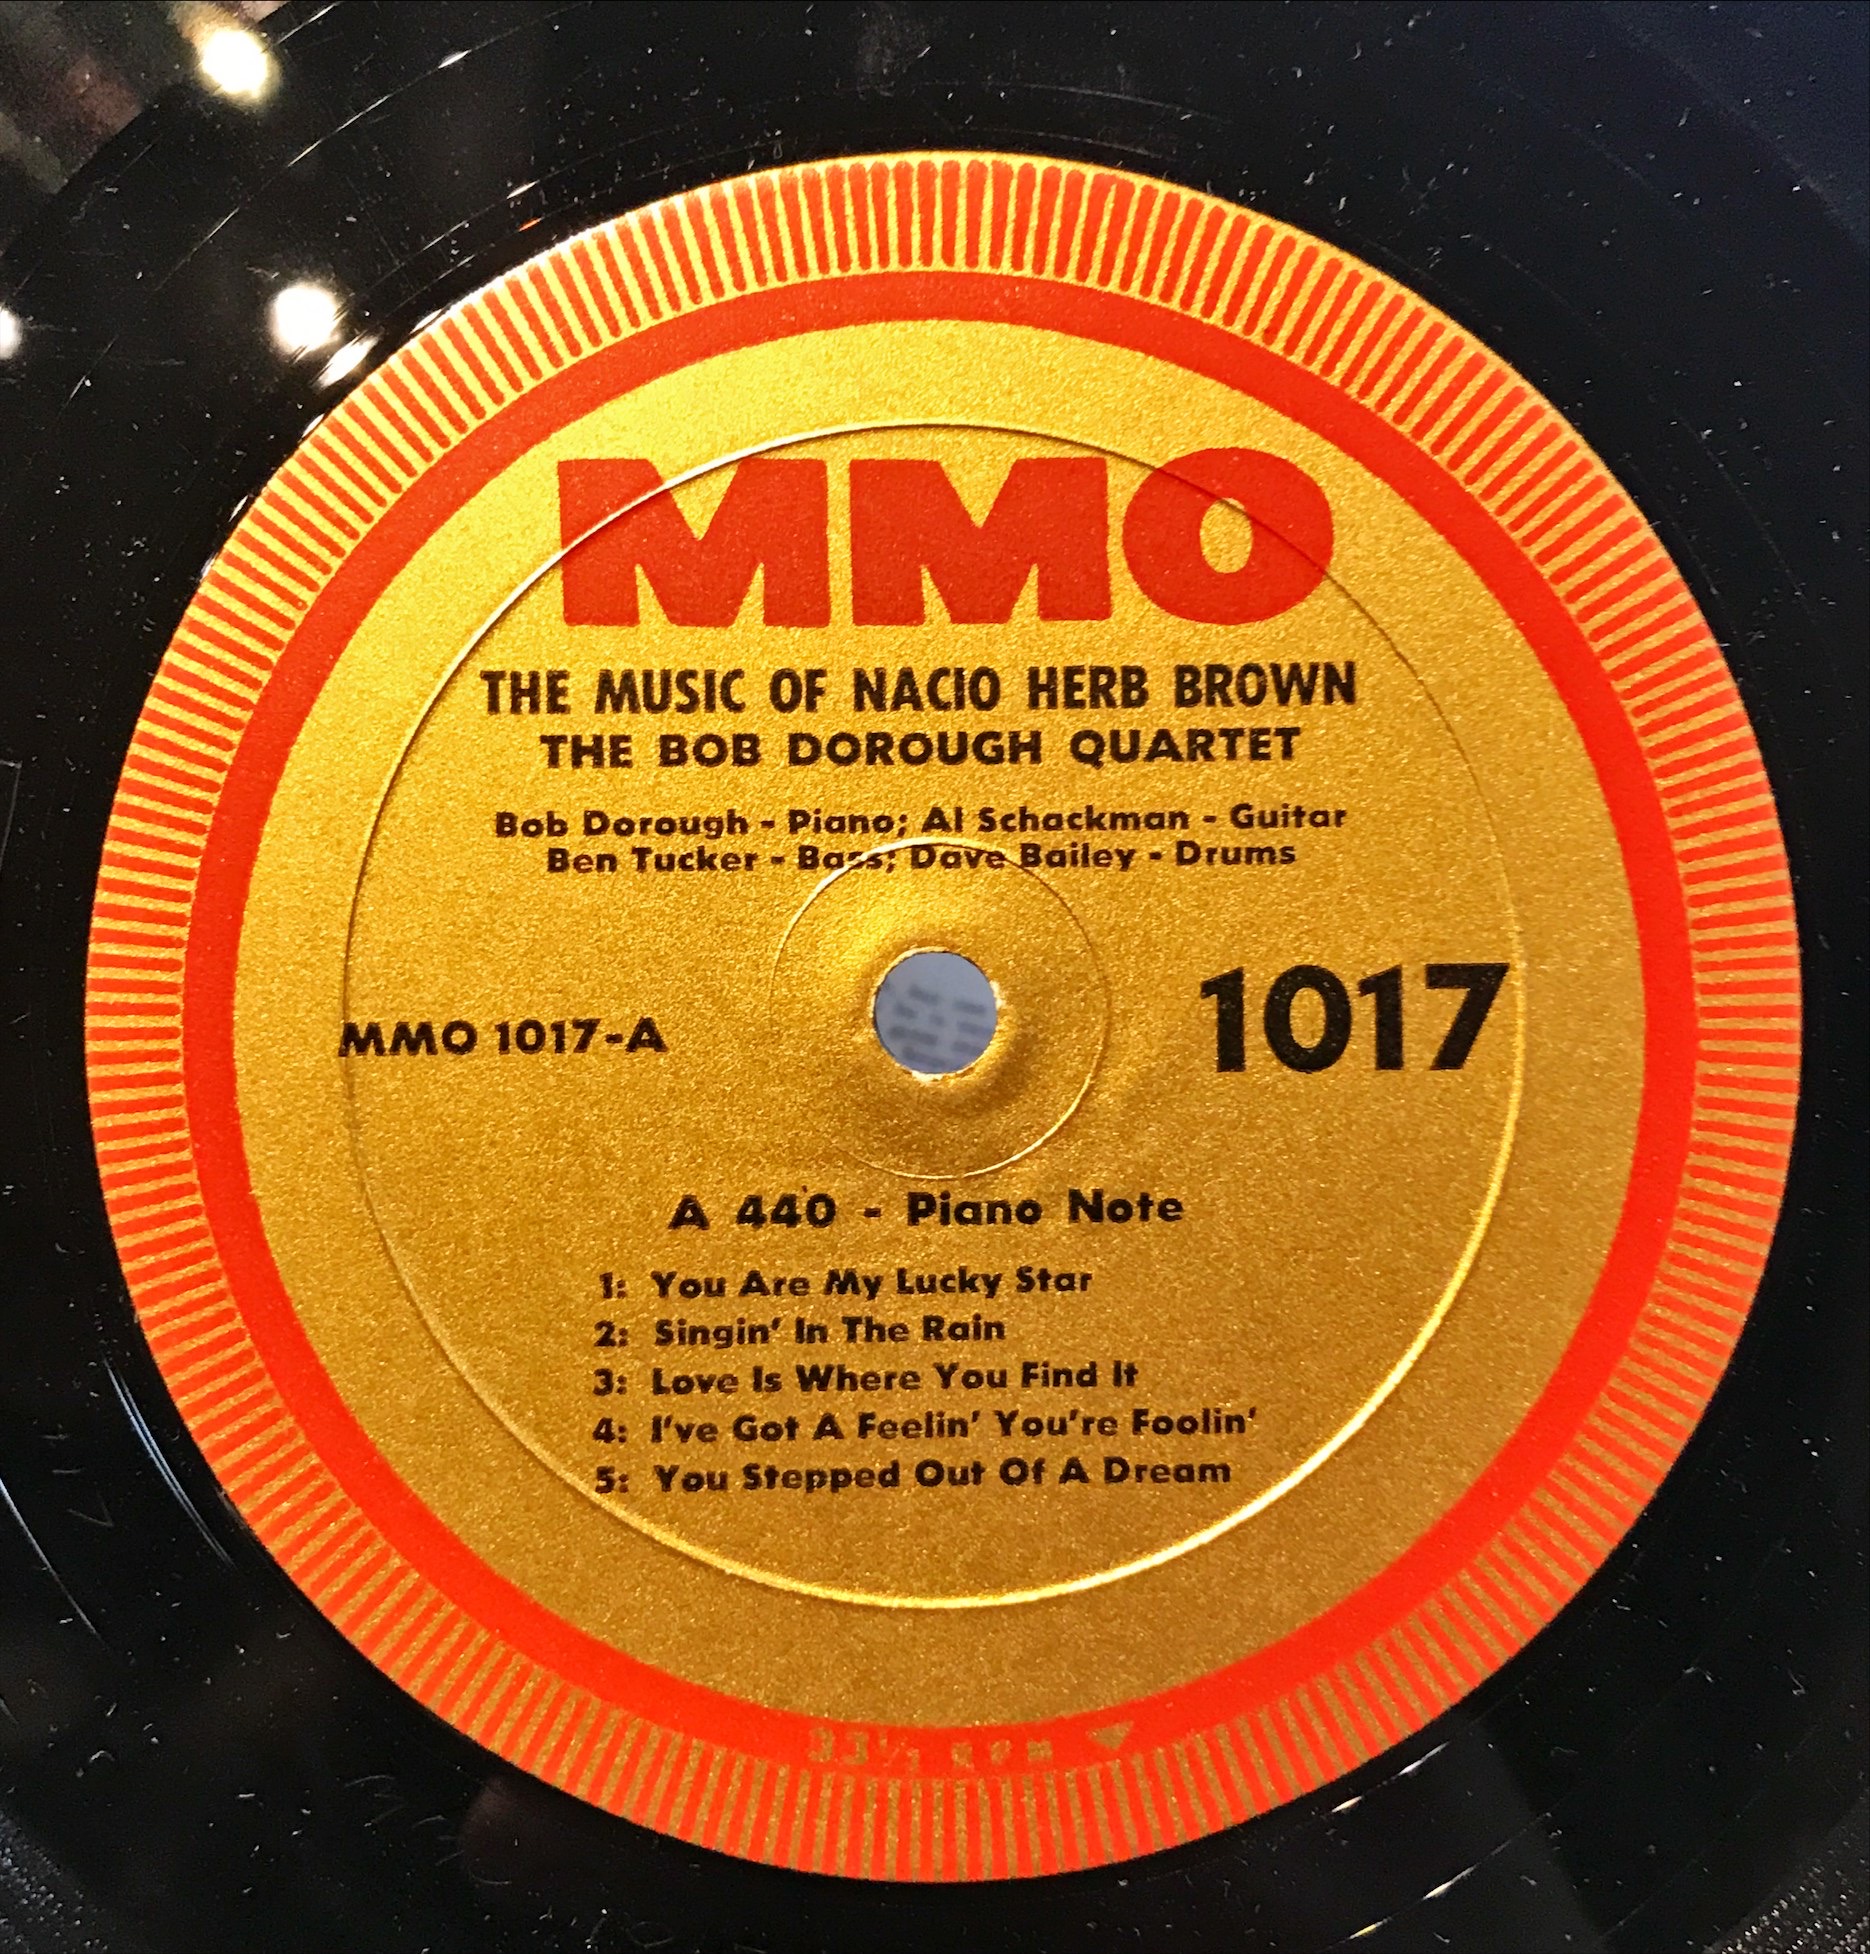 MMO
THE MUSIC OF NACIO HERB BROWN
THE BOB DOROUGH QUARTET
Bob Dorough - Piano; Al Schackman - Guitar
Ben Tucker - Bass; Dave Bailey - Drums
MMO 1017-A
1017
A 440 - Piano Note
1: You Are My Lucky Star
2: Singin' In The Rain
3: Love Is Where You Find It
4: I've Got A Feelin' You're Foolin'
5: You Stepped Out Of A Dream